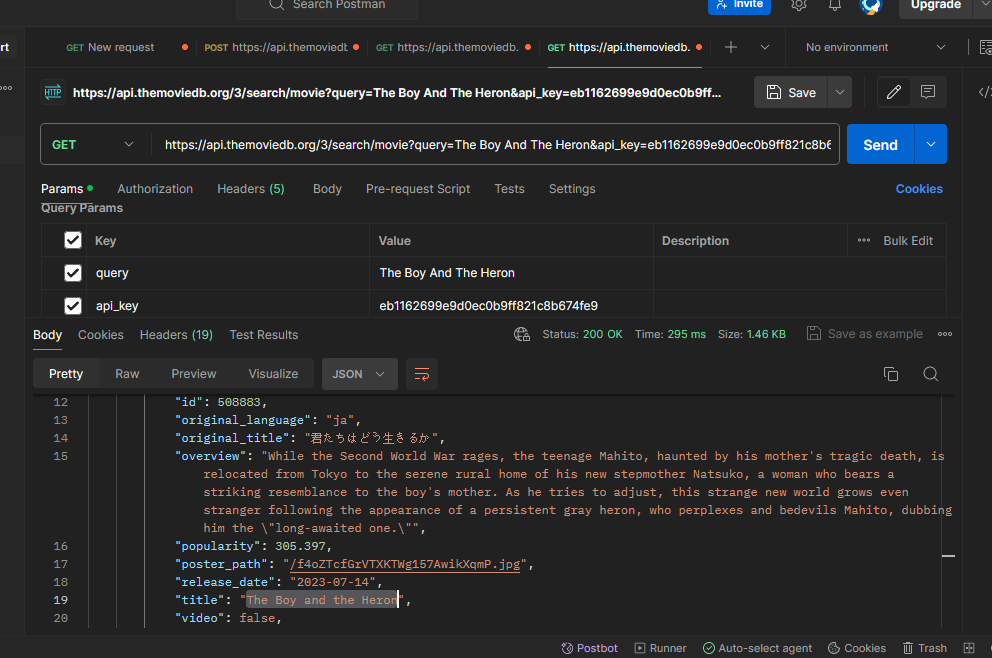 Search Postman
Invite
Upgrade
rt
GET New request
POST https://api.themoviedb
GET https://api.themoviedb.
GET https://api.themoviedb.
No environment
HTTP https://api.themoviedb.org/3/search/movie?query=The Boy And The Heron&api_key=eb1162699e9d0ec0b9ff...
Save
GET
https://api.themoviedb.org/3/search/movie?query=The Boy And The Heron&api_key=eb1162699e9d0ec0b9ff821c8b6
Send
Params
Authorization
Headers (5)
Body
Pre-request Script
Tests
Settings
Cookies
Query Params
Key
Value
Description
Bulk Edit
query
The Boy And The Heron
api_key
eb1162699e9d0ec0b9ff821c8b674fe9
Body
Cookies
Headers (19)
Test Results
Status: 200 OK
Time: 295 ms
Size: 1.46 KB
Save as example
Pretty
Raw
Preview
Visualize
JSON
12 "id": 508883,
13 "original_language": "ja",
14 "original_title": "君たちはどう生きるか",
15 "overview": "While the Second World War rages, the teenage Mahito, haunted by his mother's tragic death, is
relocated from Tokyo to the serene rural home of his new stepmother Natsuko, a woman who bears a
striking resemblance to the boy's mother. As he tries to adjust, this strange new world grows even
stranger following the appearance of a persistent gray heron, who perplexes and bedevils Mahito, dubbing
him the \"long-awaited one.\"",
16 "popularity": 305.397,
17 "poster_path": "/f4oZTcfGrVTXKTWg157AwikXqmP.jpg",
18 "release_date": "2023-07-14",
19 "title": "The Boy and the Heron",
20 "video": false,
Postbot
Runner
Auto-select agent
Cookies
Trash